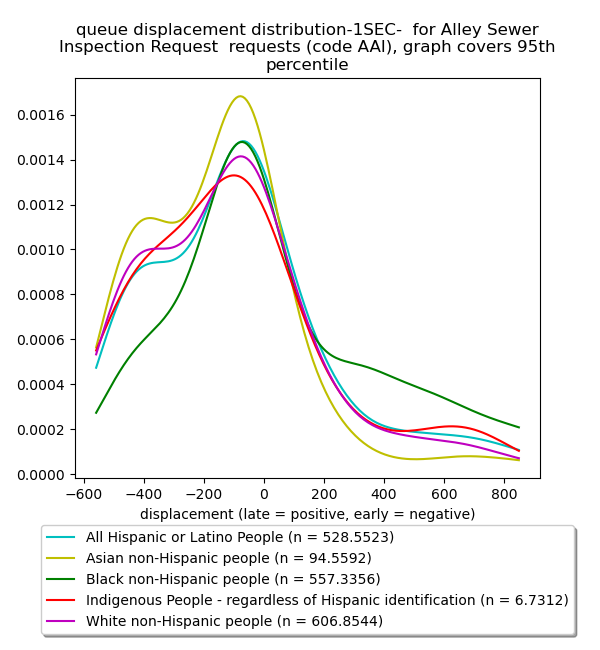 queue displacement distribution-1SEC-  for Alley Sewer
Inspection Request  requests (code AAI), graph covers 95th
percentile
0.0016
0.0014
0.0012
0.0010
0.0008
0.0006
0.0004
0.0002
0.0000
−600 −400 −200 0 200 400 600 800
displacement (late = positive, early = negative)
All Hispanic or Latino People (n = 528.5523)
Asian non-Hispanic people (n = 94.5592)
Black non-Hispanic people (n = 557.3356)
Indigenous People - regardless of Hispanic identification (n = 6.7312)
White non-Hispanic people (n = 606.8544)